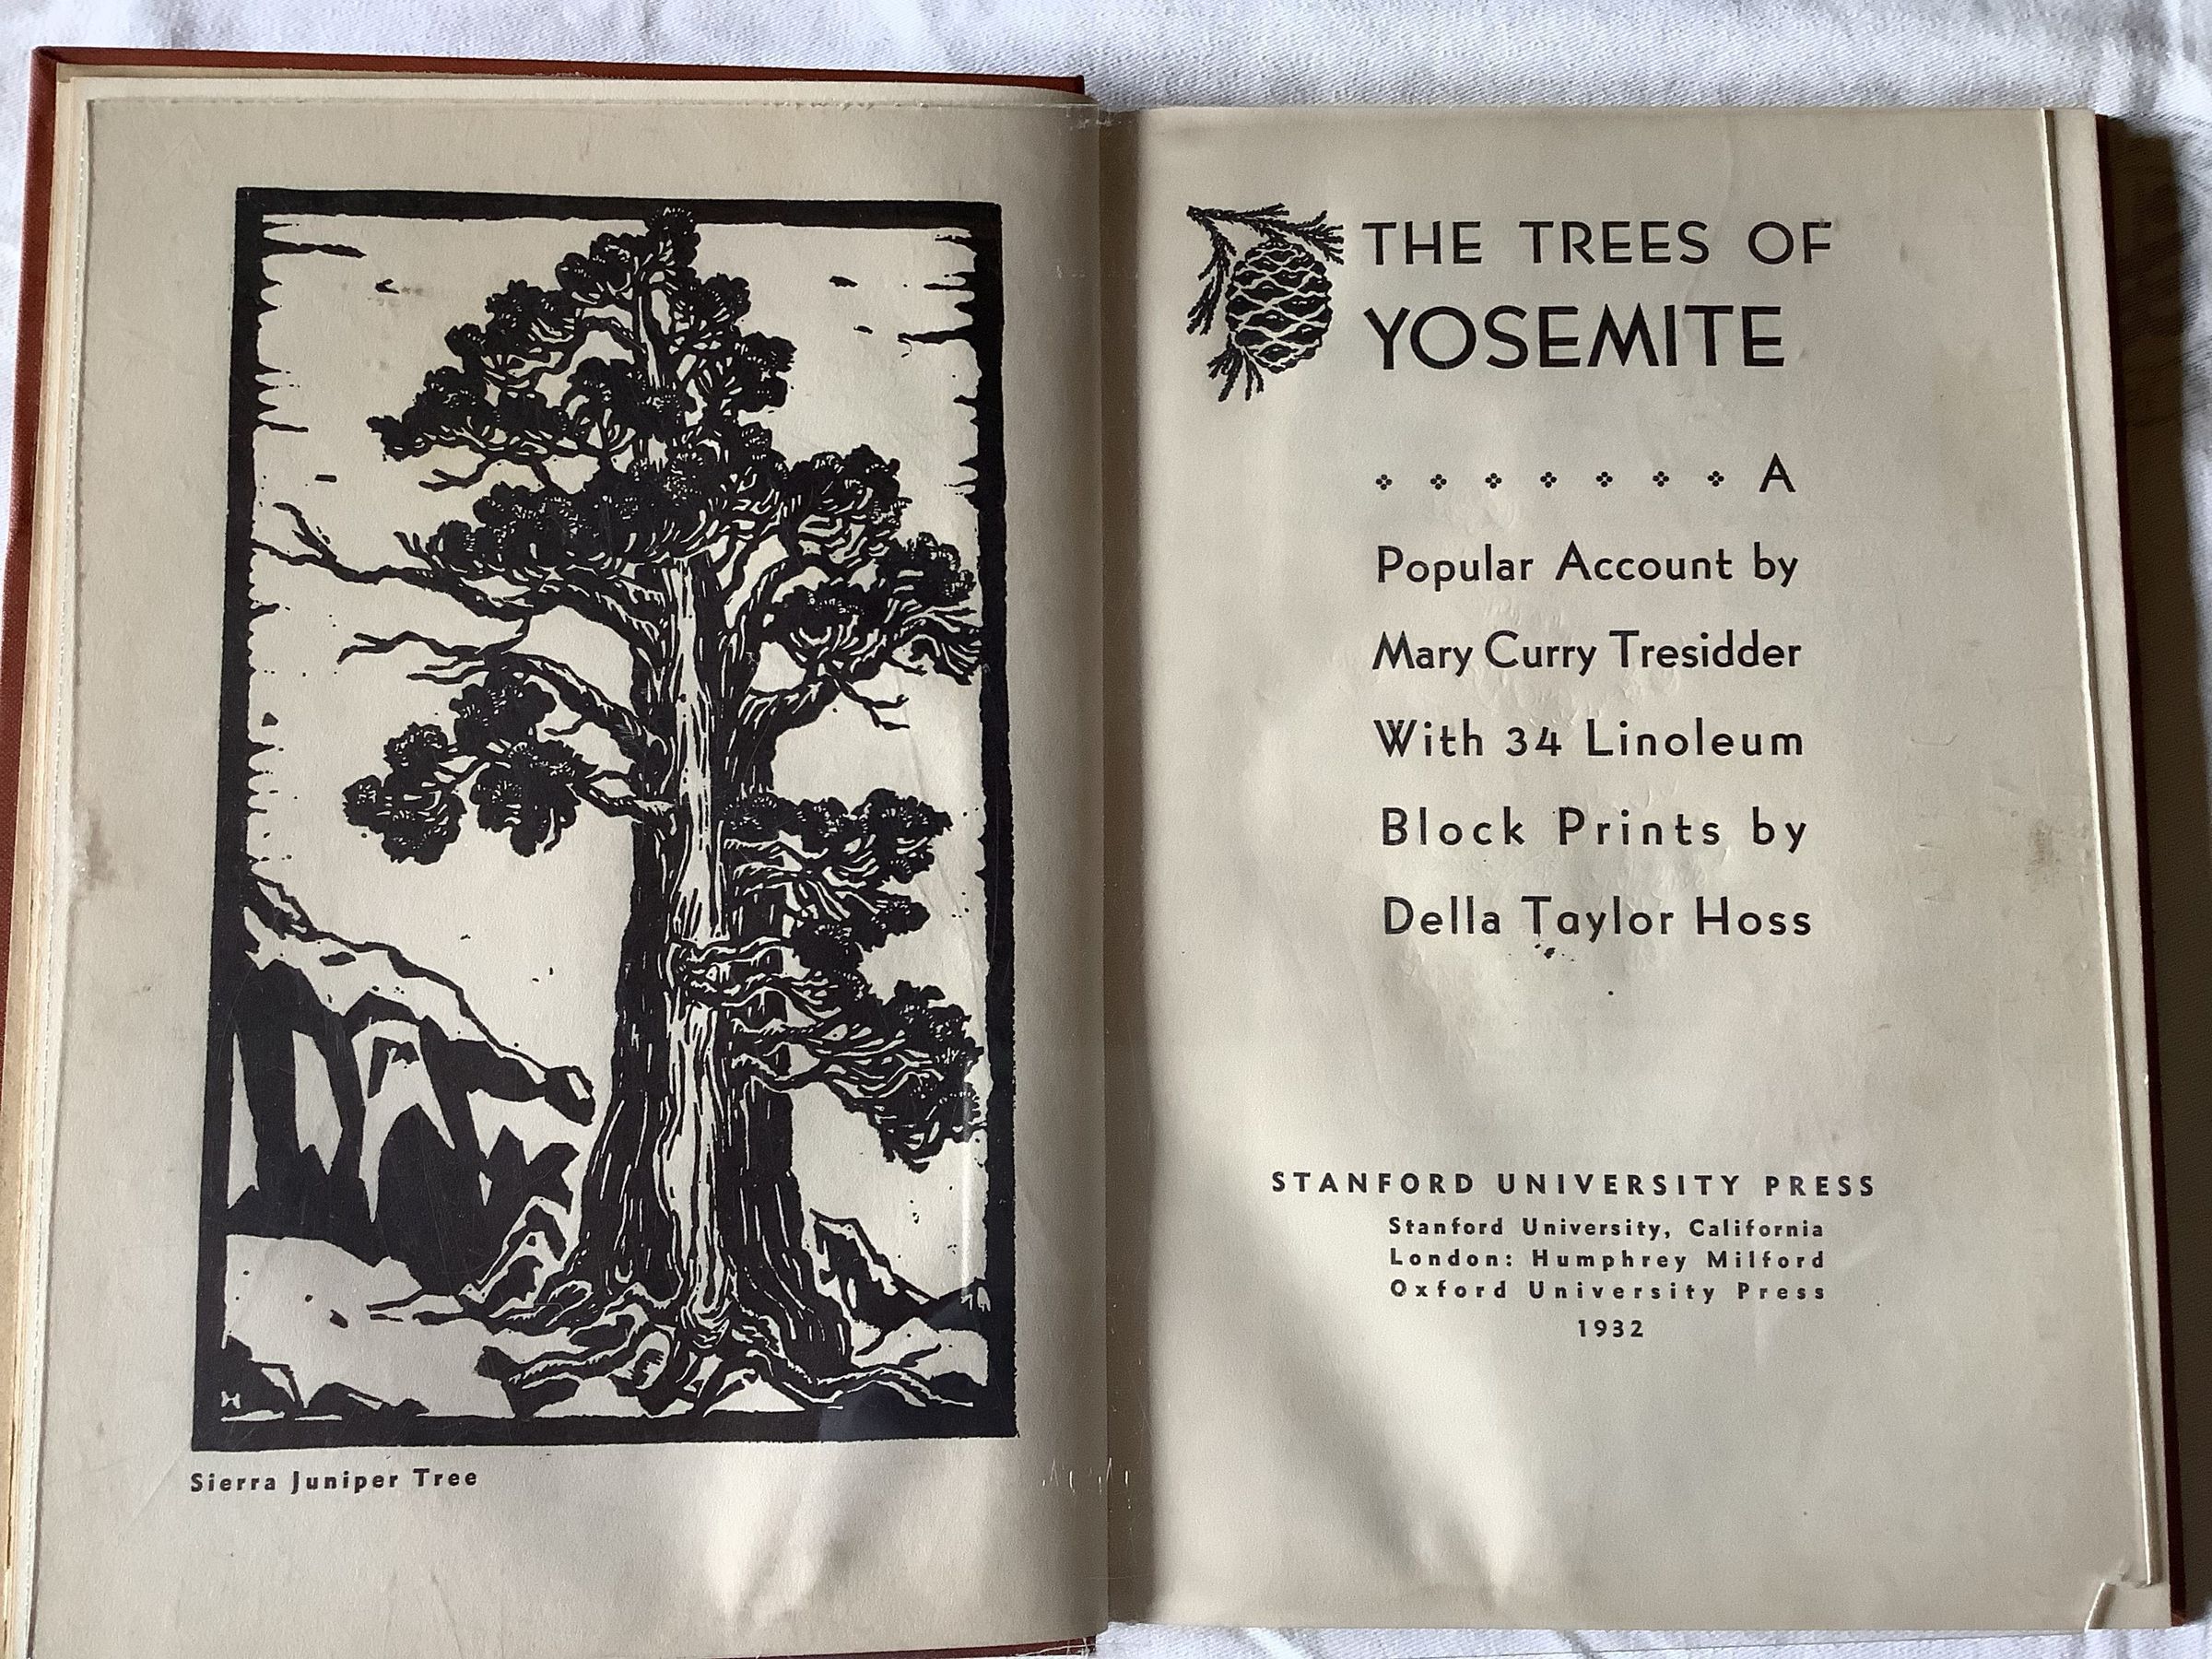 Sierra Juniper Tree
THE TREES OF
YOSEMITE
A
Popular Account by
Mary Curry Tresidder
With 34 Linoleum
Block Prints by
Della Taylor Hoss
STANFORD UNIVERSITY PRESS
Stanford University, California
London: Humphrey Milford
Oxford University Press
1932